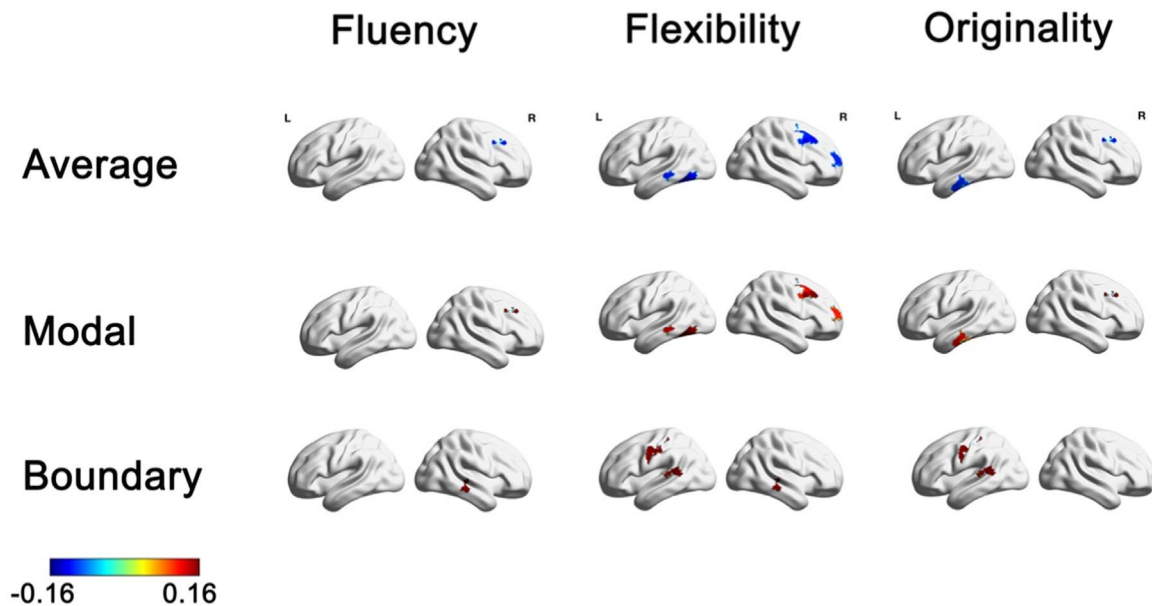 Fluency Flexibility Originality
L R L R L R
Average
Modal
Boundary
-0.16 0.16